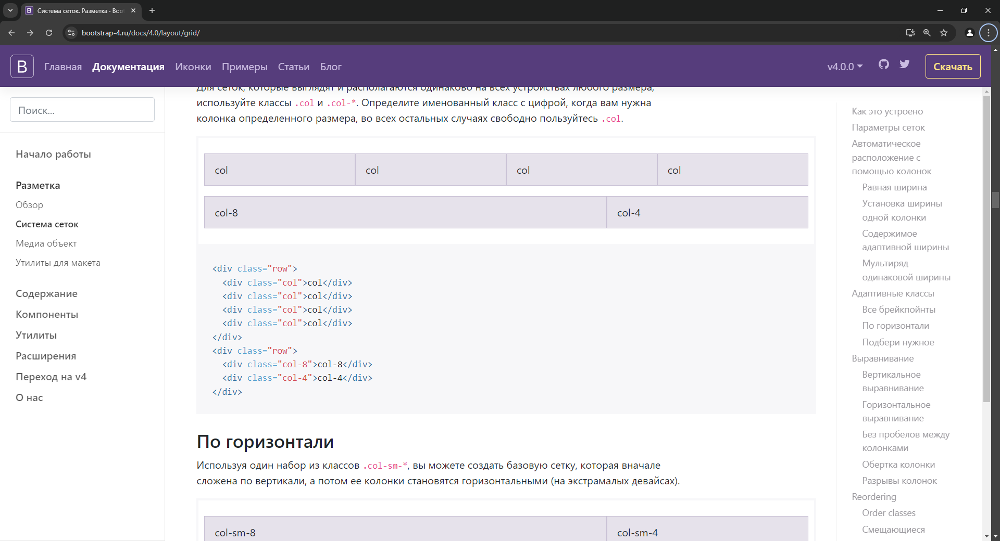 Система сеток. Разметка · Boo
bootstrap-4.ru/docs/4.0/layout/grid/
B
Главная
Документация
Иконки
Примеры
Статьи
Блог
v4.0.0
Скачать
Поиск...
Начало работы
Разметка
Обзор
Система сеток
Медиа объект
Утилиты для макета
Содержание
Компоненты
Утилиты
Расширения
Переход на v4
О нас
Для сеток, которые выглядят и располагаются одинаково на всех устройствах любого размера,
используйте классы .col и .col-*. Определите именованный класс с цифрой, когда вам нужна
колонка определенного размера, во всех остальных случаях свободно пользуйтесь .col.
col
col
col
col
col-8
col-4
<div class="row">
  <div class="col">col</div>
  <div class="col">col</div>
  <div class="col">col</div>
  <div class="col">col</div>
</div>
<div class="row">
  <div class="col-8">col-8</div>
  <div class="col-4">col-4</div>
</div>
По горизонтали
Используя один набор из классов .col-sm-*, вы можете создать базовую сетку, которая вначале
сложена по вертикали, а потом ее колонки становятся горизонтальными (на экстрамалых девайсах).
col-sm-8
col-sm-4
Как это устроено
Параметры сеток
Автоматическое
расположение с
помощью колонок
Равная ширина
Установка ширины
одной колонки
Содержимое
адаптивной ширины
Мультиряд
одинаковой ширины
Адаптивные классы
Все брейкпойнты
По горизонтали
Подбери нужное
Выравнивание
Вертикальное
выравнивание
Горизонтальное
выравнивание
Без пробелов между
колонками
Обертка колонки
Разрывы колонок
Reordering
Order classes
Смещающиеся